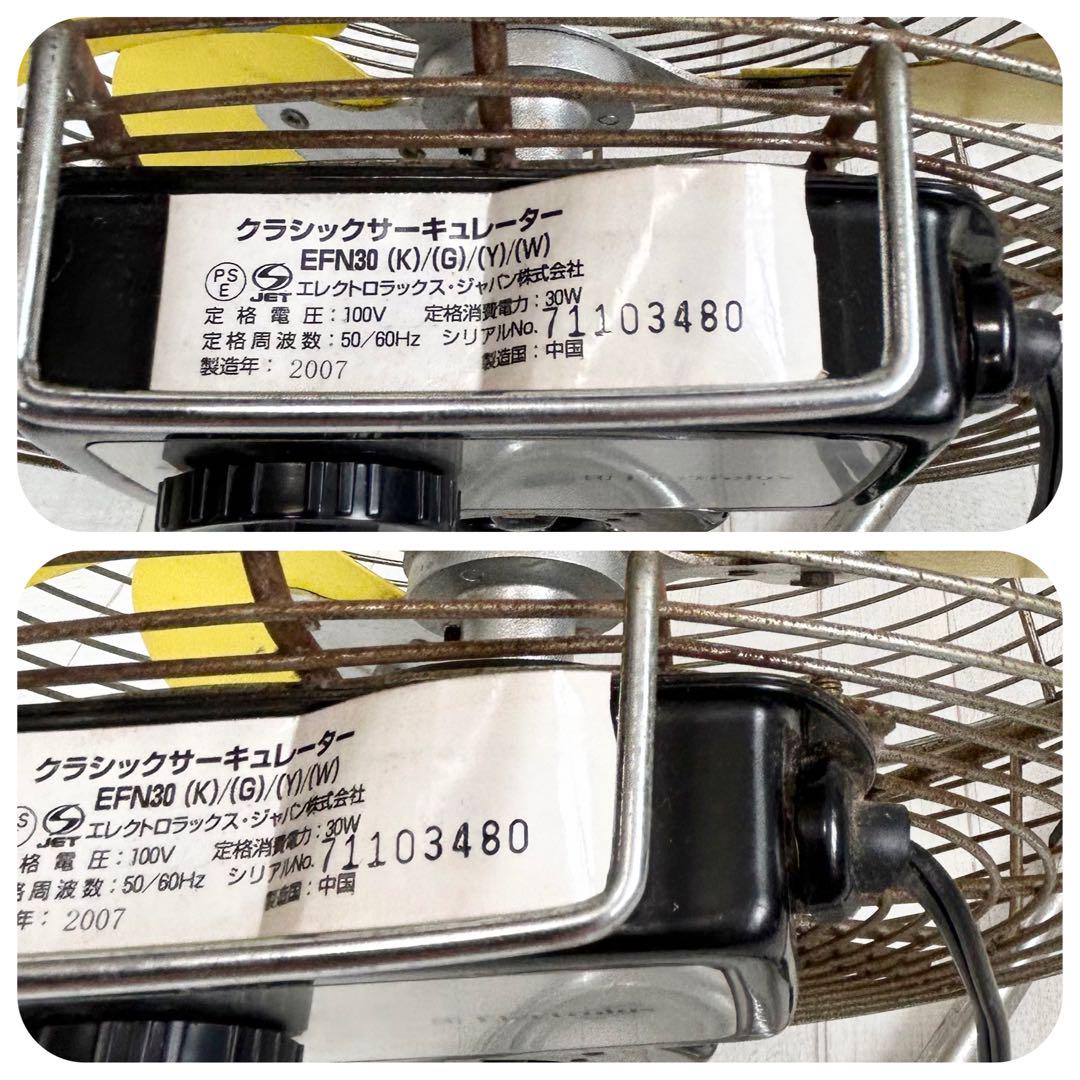 クラシックサーキュレーター
EFN30 (K)/(G)/(Y)/(W)
PS
E
JET
エレクトロラックス・ジャパン株式会社
定格電圧:100V 定格消費電力:30W
定格周波数:50/60Hz シリアルNo.71103480
製造年: 2007 製造国:中国
クラシックサーキュレーター
EFN30 (K)/(G)/(Y)/(W)
S
JET
エレクトロラックス・ジャパン株式会社
格電圧:100V 定格消費電力:30W
格周波数:50/60Hz シリアルNo.71103480
年: 2007 製造国:中国